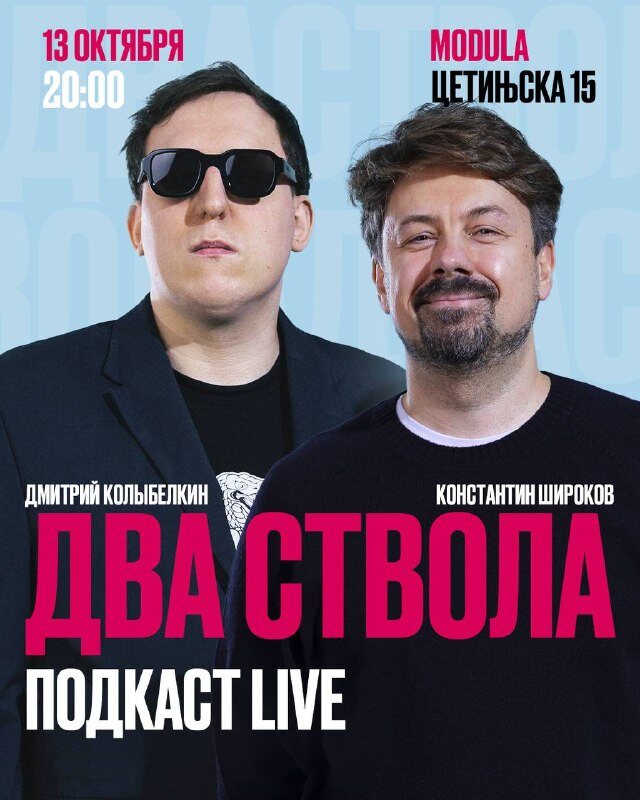 13 ОКТЯБРЯ
20:00
MODULA
ЦЕТИЊСКА 15
ДМИТРИЙ КОЛЫБЕЛКИН
КОНСТАНТИН ШИРОКОВ
ДВА СТВОЛА
ПОДКАСТ LIVE